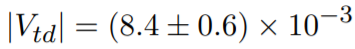 |V_{td}| = (8.4 ± 0.6) × 10^{−3}